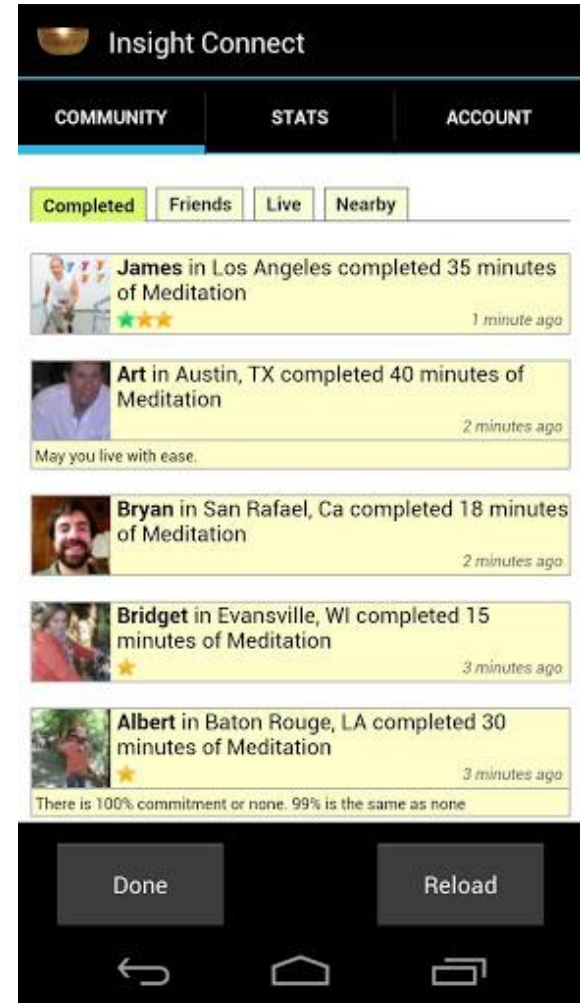 Insight Connect
COMMUNITY STATS ACCOUNT
Completed Friends Live Nearby
James in Los Angeles completed 35 minutes
of Meditation
1 minute ago
Art in Austin, TX completed 40 minutes of
Meditation
2 minutes ago
May you live with ease.
Bryan in San Rafael, Ca completed 18 minutes
of Meditation
2 minutes ago
Bridget in Evansville, WI completed 15
minutes of Meditation
3 minutes ago
Albert in Baton Rouge, LA completed 30
minutes of Meditation
3 minutes ago
There is 100% commitment or none. 99% is the same as none
Done Reload